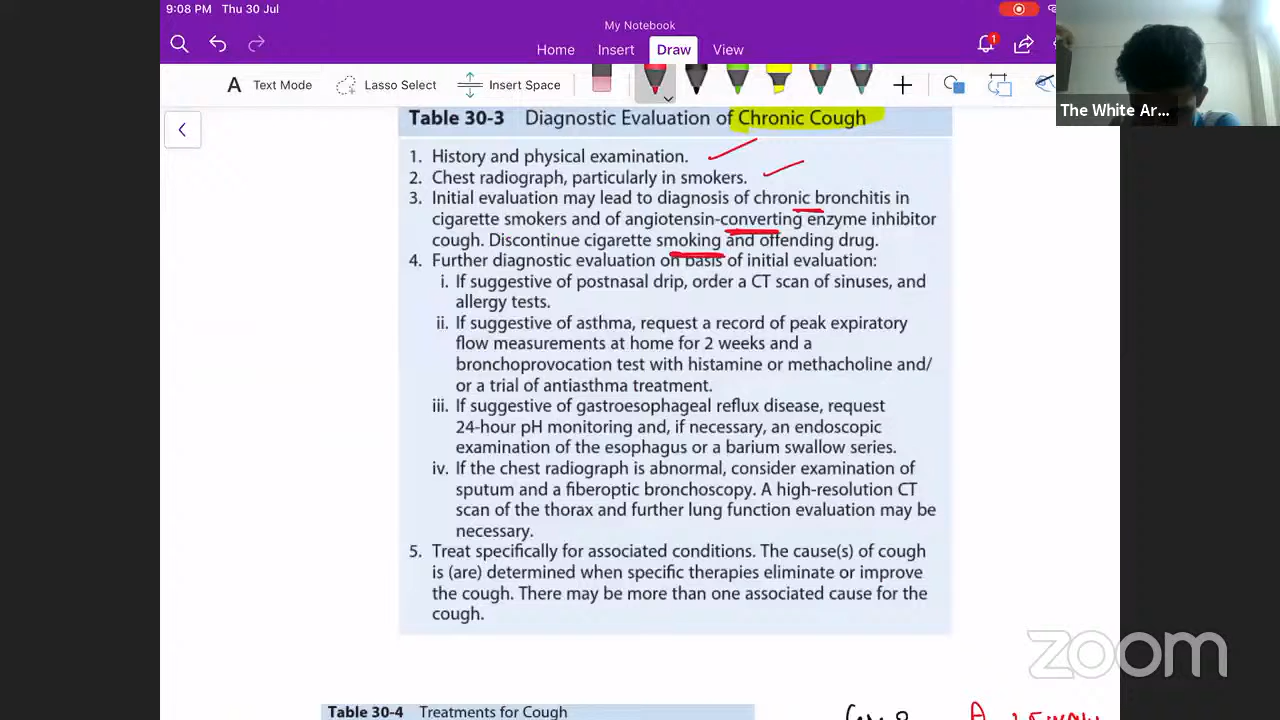 9:08 PM Thu 30 Jul
My Notebook
Home Insert Draw View
1
A Text Mode Lasso Select Insert Space
The White Ar...
Table 30-3 Diagnostic Evaluation of Chronic Cough
1. History and physical examination.
2. Chest radiograph, particularly in smokers.
3. Initial evaluation may lead to diagnosis of chronic bronchitis in
cigarette smokers and of angiotensin-converting enzyme inhibitor
cough. Discontinue cigarette smoking and offending drug.
4. Further diagnostic evaluation on basis of initial evaluation:
i. If suggestive of postnasal drip, order a CT scan of sinuses, and
allergy tests.
ii. If suggestive of asthma, request a record of peak expiratory
flow measurements at home for 2 weeks and a
bronchoprovocation test with histamine or methacholine and/
or a trial of antiasthma treatment.
iii. If suggestive of gastroesophageal reflux disease, request
24-hour pH monitoring and, if necessary, an endoscopic
examination of the esophagus or a barium swallow series.
iv. If the chest radiograph is abnormal, consider examination of
sputum and a fiberoptic bronchoscopy. A high-resolution CT
scan of the thorax and further lung function evaluation may be
necessary.
5. Treat specifically for associated conditions. The cause(s) of cough
is (are) determined when specific therapies eliminate or improve
the cough. There may be more than one associated cause for the
cough.
zoom
Table 30-4 Treatments for Cough